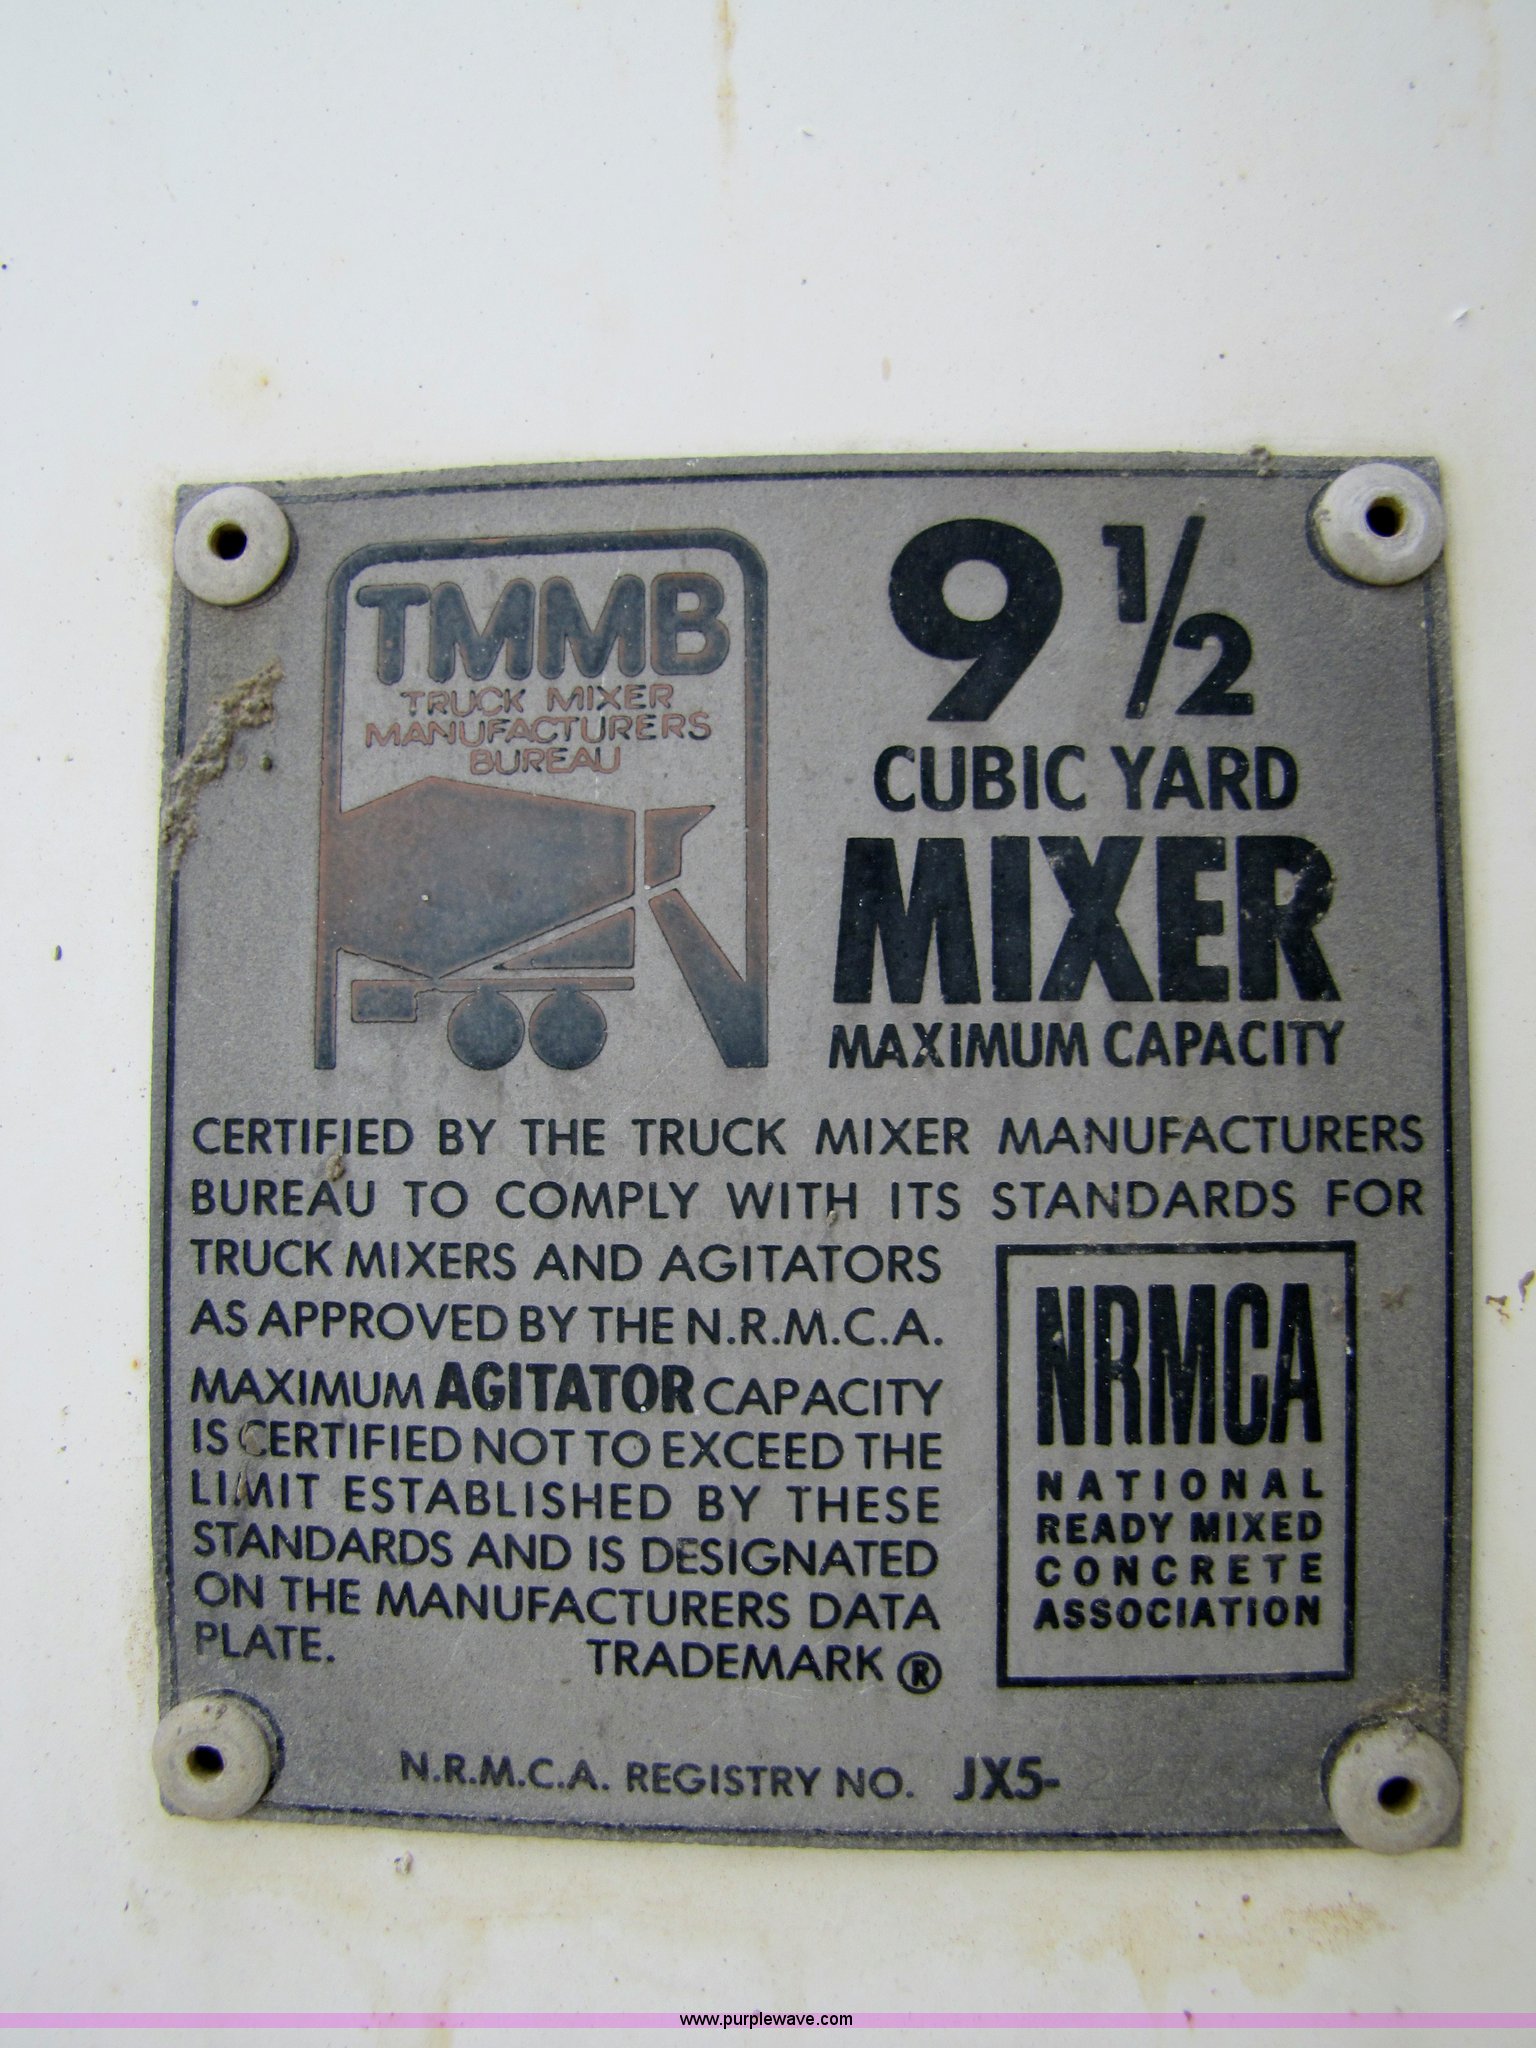 TMMB
TRUCK MIXER
MANUFACTURERS
BUREAU
9 1/2
CUBIC YARD
MIXER
MAXIMUM CAPACITY
CERTIFIED BY THE TRUCK MIXER MANUFACTURERS
BUREAU TO COMPLY WITH ITS STANDARDS FOR
TRUCK MIXERS AND AGITATORS
AS APPROVED BY THE N.R.M.C.A.
MAXIMUM AGITATOR CAPACITY
IS CERTIFIED NOT TO EXCEED THE
LIMIT ESTABLISHED BY THESE
STANDARDS AND IS DESIGNATED
ON THE MANUFACTURERS DATA
PLATE. TRADEMARK ®
NRMCA
NATIONAL
READY MIXED
CONCRETE
ASSOCIATION
N.R.M.C.A. REGISTRY NO. JX5-
www.purplewave.com